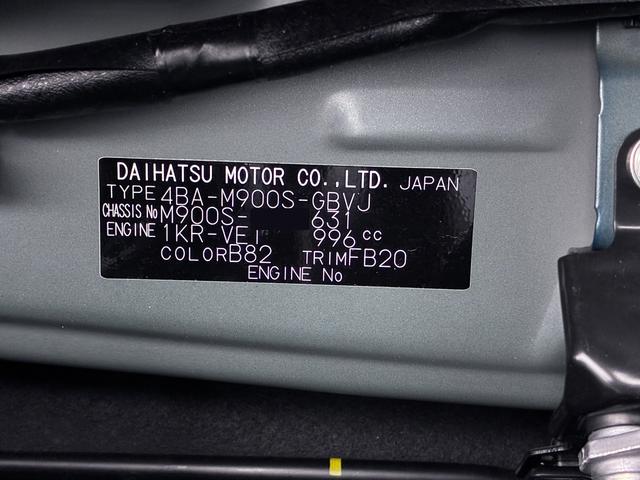 DAIHATSU MOTOR CO.,LTD. JAPAN
TYPE 4BA-M900S-GBVJ
CHASSIS No M900S- 631
ENGINE 1KR-VE 996 cc
COLOR B82 TRIM FB20
ENGINE No